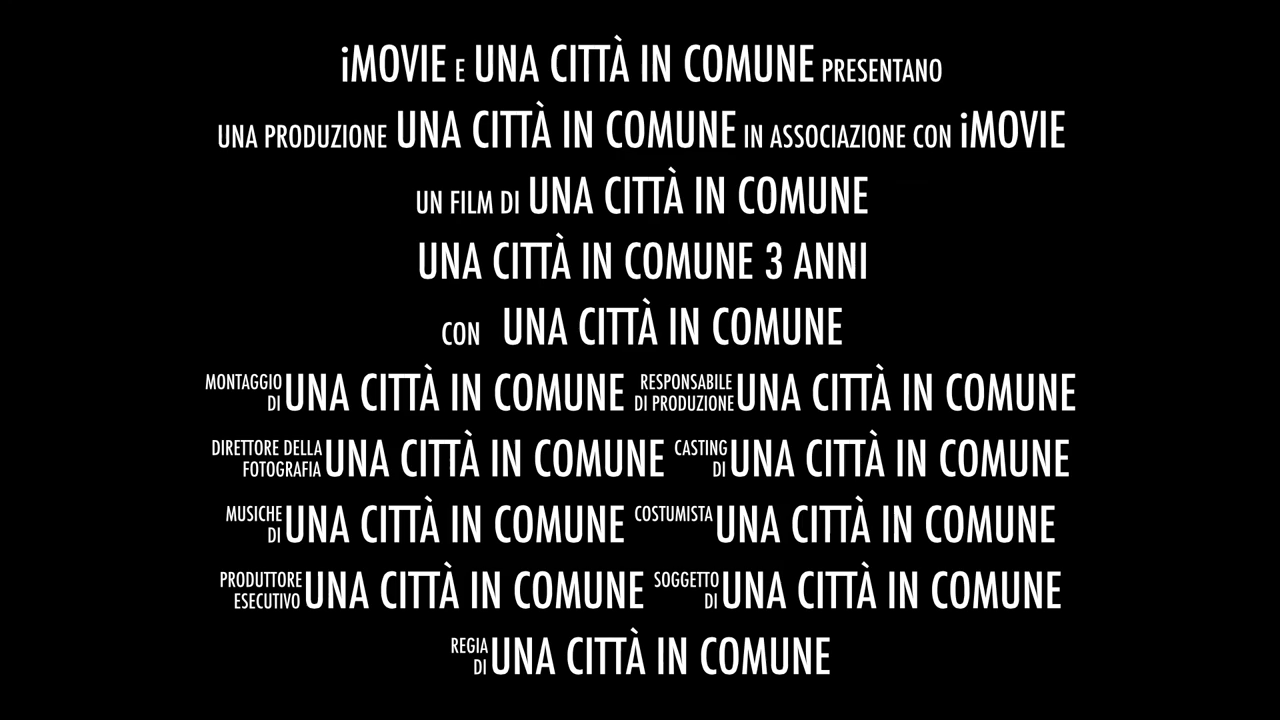 iMOVIE E UNA CITTÀ IN COMUNE PRESENTANO
UNA PRODUZIONE UNA CITTÀ IN COMUNE IN ASSOCIAZIONE CON iMOVIE
UN FILM DI UNA CITTÀ IN COMUNE
UNA CITTÀ IN COMUNE 3 ANNI
CON UNA CITTÀ IN COMUNE
MONTAGGIO DI UNA CITTÀ IN COMUNE RESPONSABILE DI PRODUZIONE UNA CITTÀ IN COMUNE
DIRETTORE DELLA FOTOGRAFIA UNA CITTÀ IN COMUNE CASTING DI UNA CITTÀ IN COMUNE
MUSICHE DI UNA CITTÀ IN COMUNE COSTUMISTA UNA CITTÀ IN COMUNE
PRODUTTORE ESECUTIVO UNA CITTÀ IN COMUNE SOGGETTO DI UNA CITTÀ IN COMUNE
REGIA DI UNA CITTÀ IN COMUNE